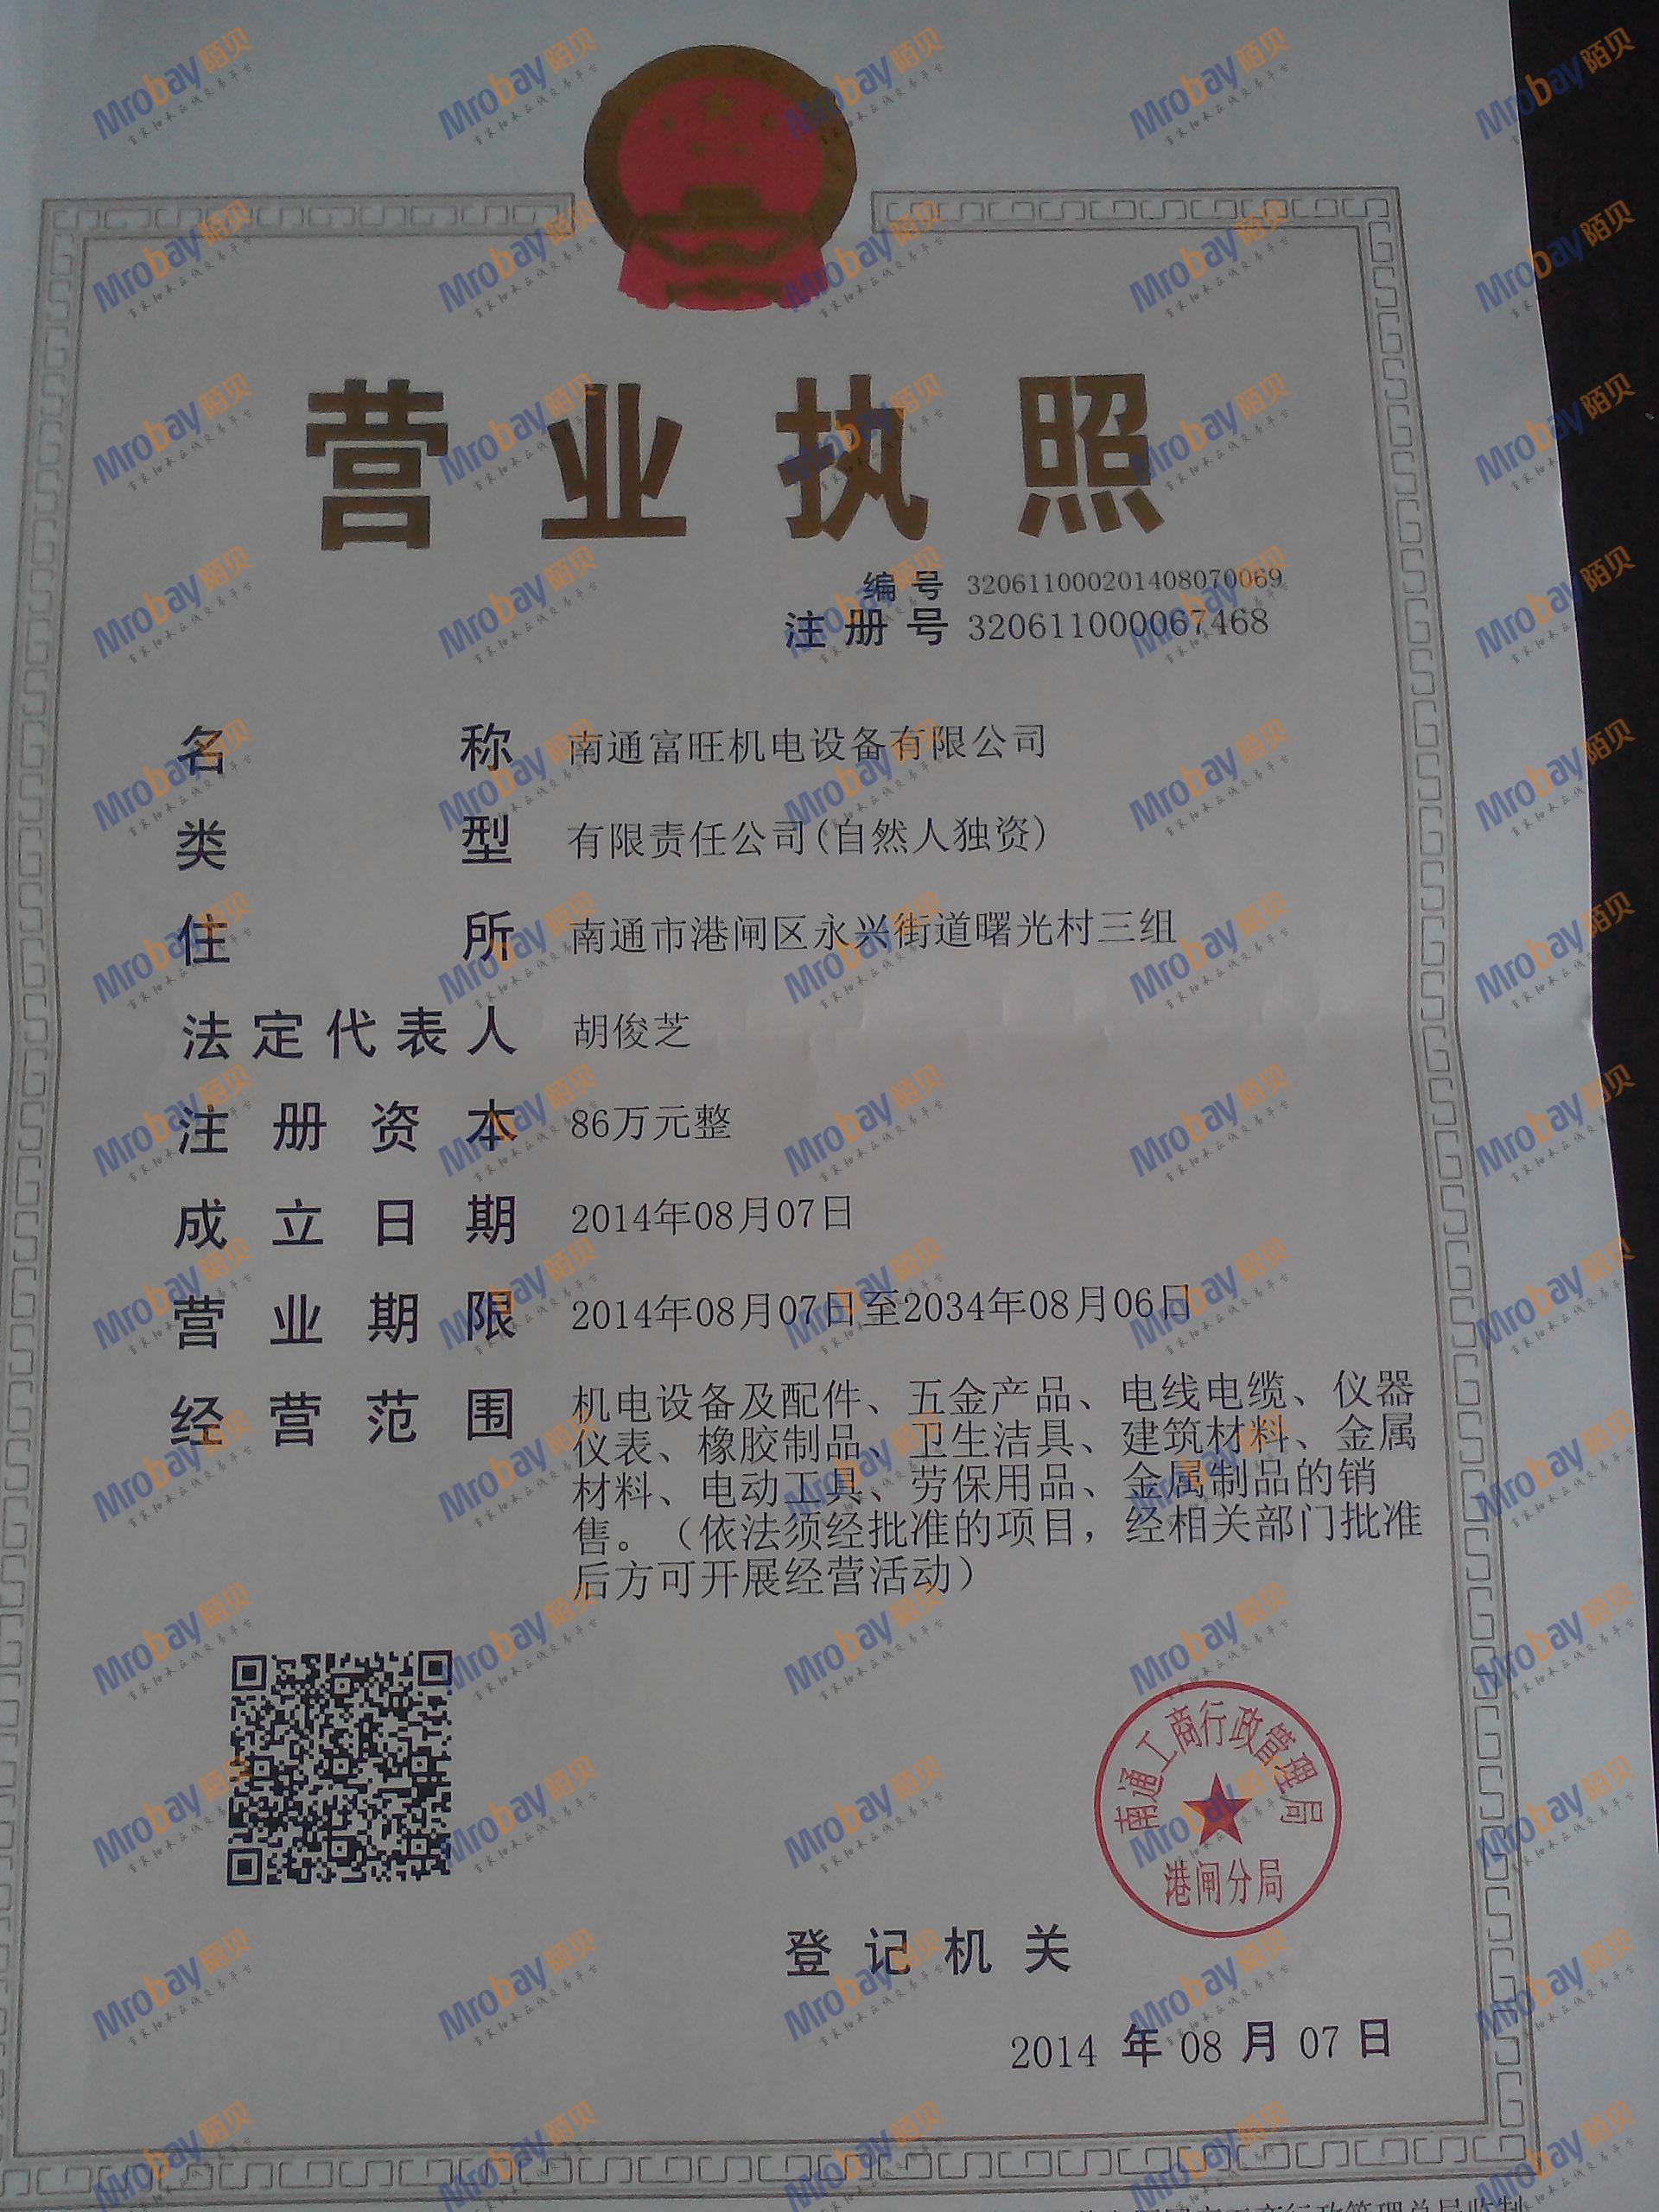 营业执照
编号 320611000201408070069
注册号 320611000067468
名称 南通富旺机电设备有限公司
类型 有限责任公司(自然人独资)
住所 南通市港闸区永兴街道曙光村三组
法定代表人 胡俊芝
注册资本 86万元整
成立日期 2014年08月07日
营业期限 2014年08月07日至2034年08月06日
经营范围 机电设备及配件、五金产品、电线电缆、仪器
仪表、橡胶制品、卫生洁具、建筑材料、金属
材料、电动工具、劳保用品、金属制品的销
售。（依法须经批准的项目，经相关部门批准
后方可开展经营活动）
南通工商行政管理局
港闸分局
登记机关
2014 年 08 月 07 日
Mrobay陌贝